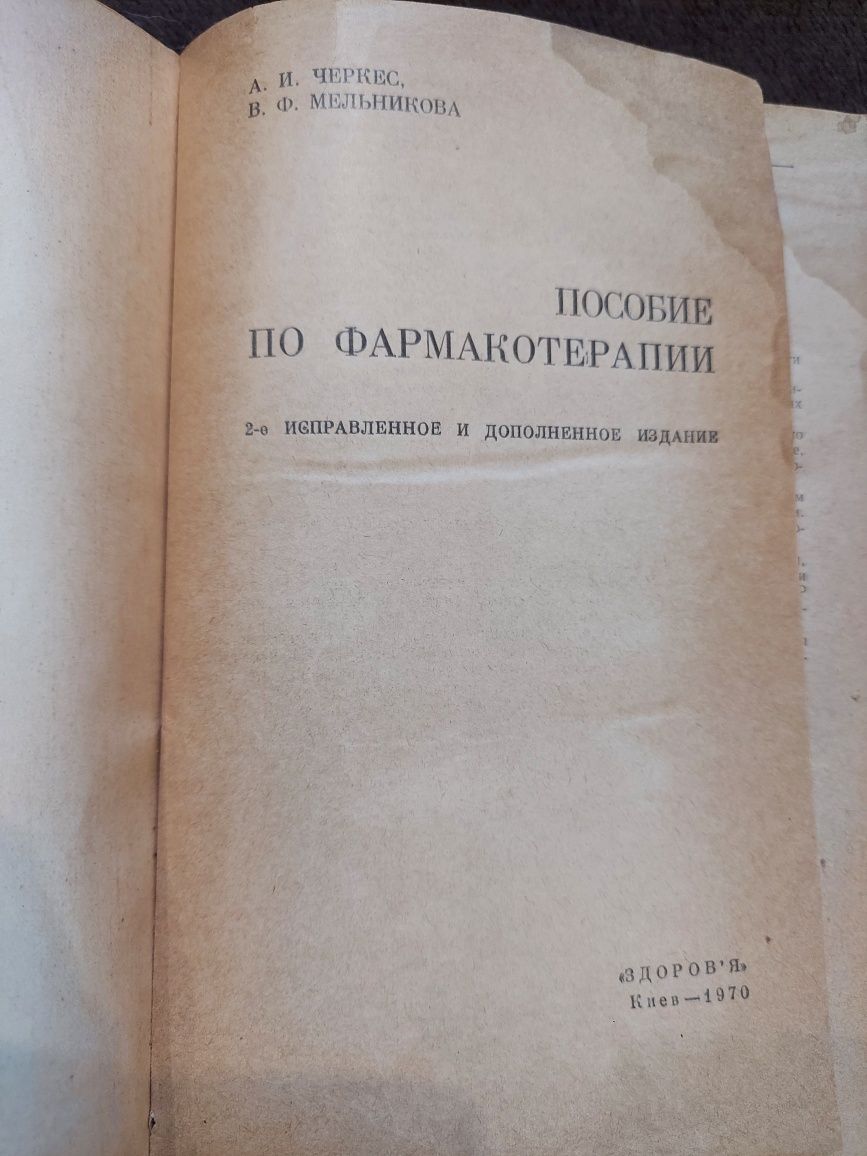 А. И. ЧЕРКЕС,
В. Ф. МЕЛЬНИКОВА
ПОСОБИЕ
ПО ФАРМАКОТЕРАПИИ
2-е ИСПРАВЛЕННОЕ И ДОПОЛНЕННОЕ ИЗДАНИЕ
«ЗДОРОВ'Я»
Киев—1970